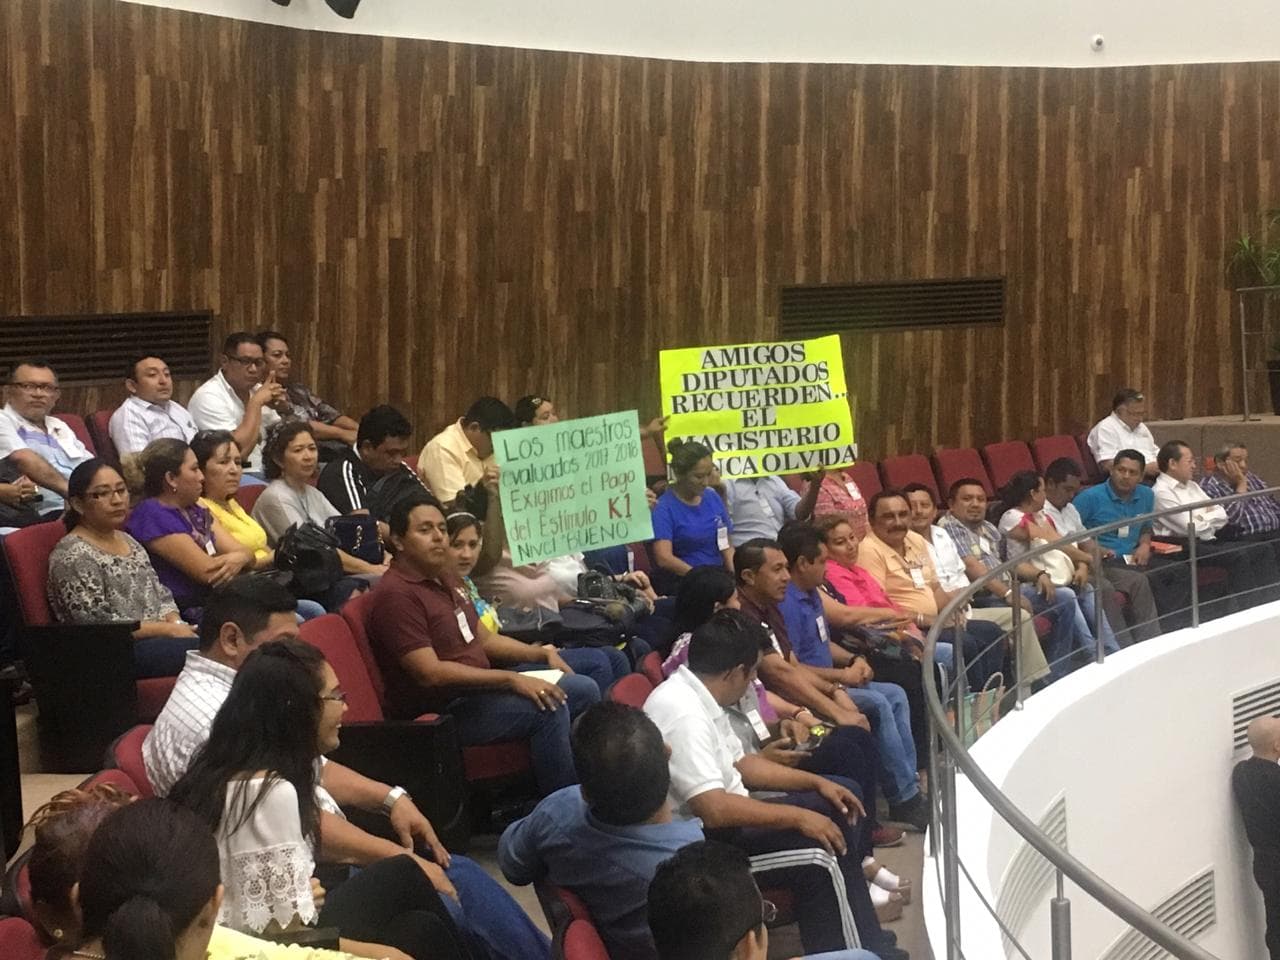 AMIGOS
DIPUTADOS
RECUERDEN...
EL
MAGISTERIO
NUNCA OLVIDA
Los maestros
evaluados 2017 2018
Exigimos el Pago
del Estímulo K1
Nivel "BUENO